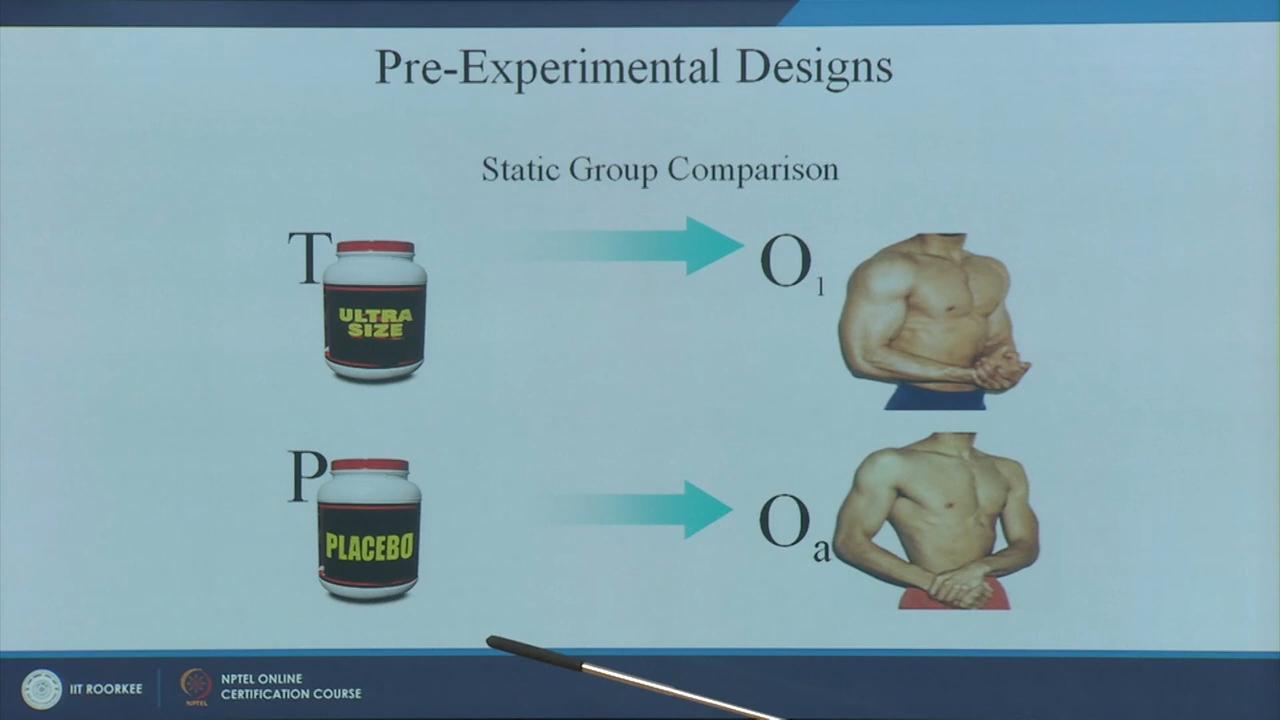 Pre-Experimental Designs
Static Group Comparison
T
ULTRA
SIZE
O1
P
PLACEBO
Oa
IIT ROORKEE
NPTEL
NPTEL ONLINE
CERTIFICATION COURSE